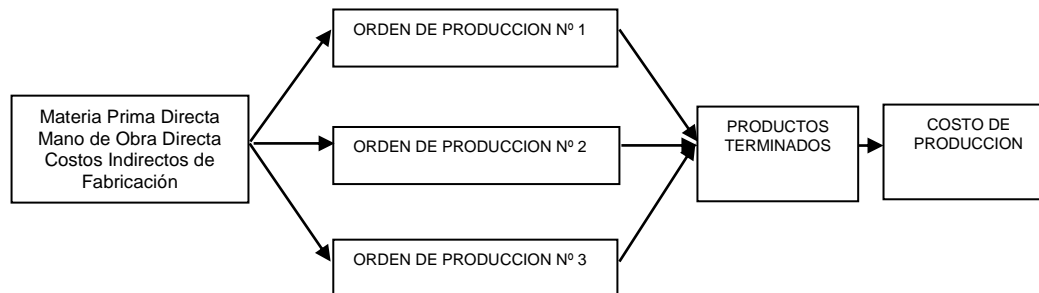 ORDEN DE PRODUCCION Nº 1
Materia Prima Directa
Mano de Obra Directa
Costos Indirectos de
Fabricación
ORDEN DE PRODUCCION Nº 2
ORDEN DE PRODUCCION Nº 3
PRODUCTOS
TERMINADOS
COSTO DE
PRODUCCION